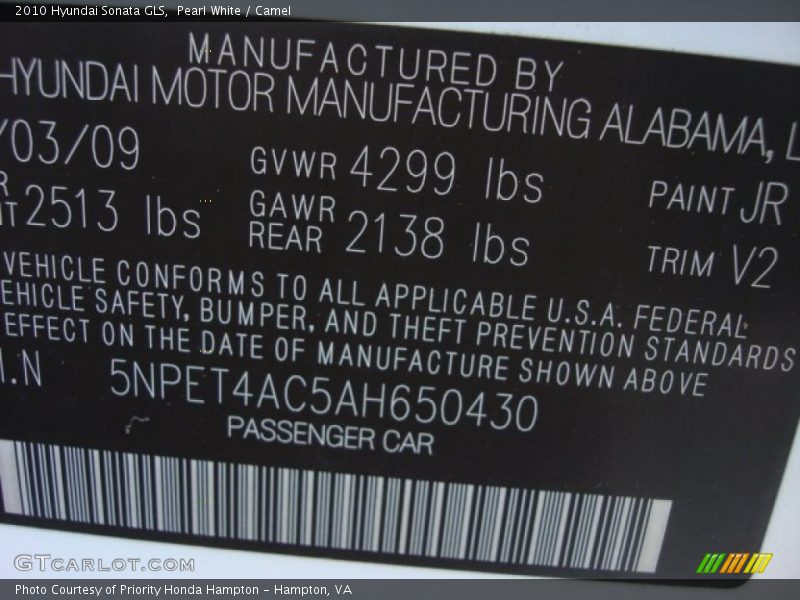 2010 Hyundai Sonata GLS, Pearl White / Camel
MANUFACTURED BY
HYUNDAI MOTOR MANUFACTURING ALABAMA, L
/03/09
GVWR 4299 lbs
PAINT JR
R
NT 2513 lbs
GAWR
REAR 2138 lbs
TRIM V2
VEHICLE CONFORMS TO ALL APPLICABLE U.S.A. FEDERAL
EHICLE SAFETY, BUMPER, AND THEFT PREVENTION STANDARDS
EFFECT ON THE DATE OF MANUFACTURE SHOWN ABOVE
I.N 5NPET4AC5AH650430
PASSENGER CAR
GTcarlot.com
Photo Courtesy of Priority Honda Hampton - Hampton, VA